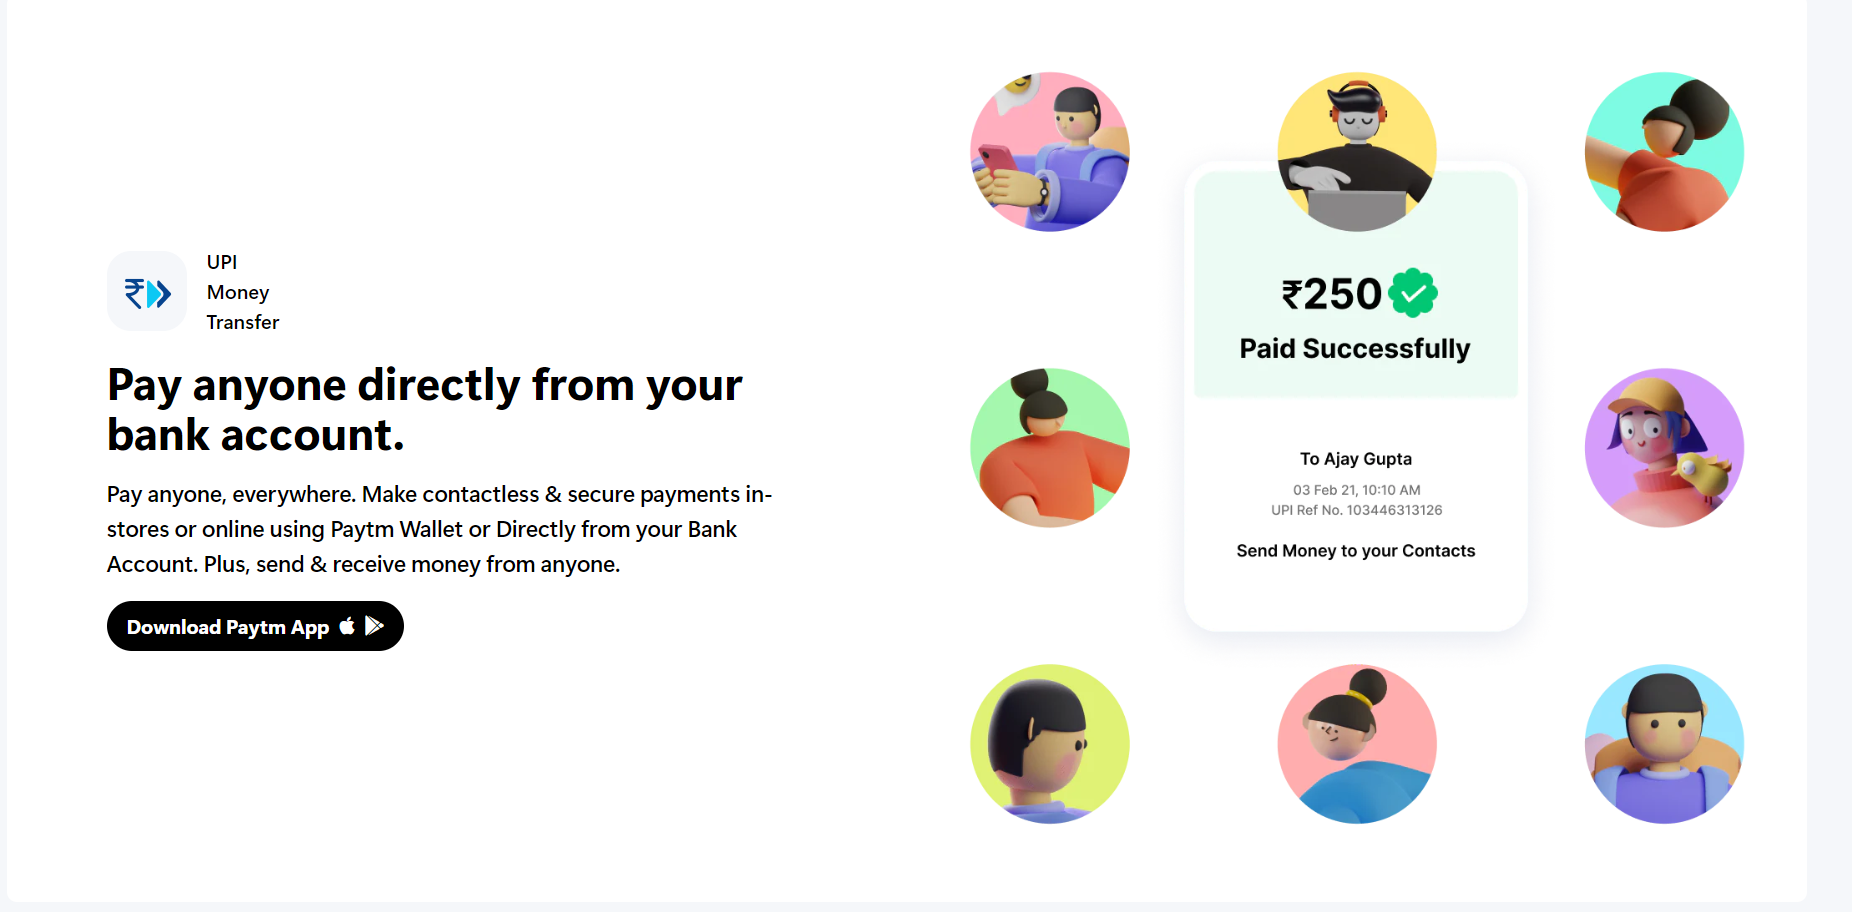 UPI
Money
Transfer
Pay anyone directly from your
bank account.
Pay anyone, everywhere. Make contactless & secure payments in-
stores or online using Paytm Wallet or Directly from your Bank
Account. Plus, send & receive money from anyone.
Download Paytm App
₹250
Paid Successfully
To Ajay Gupta
03 Feb 21, 10:10 AM
UPI Ref No. 103446313126
Send Money to your Contacts